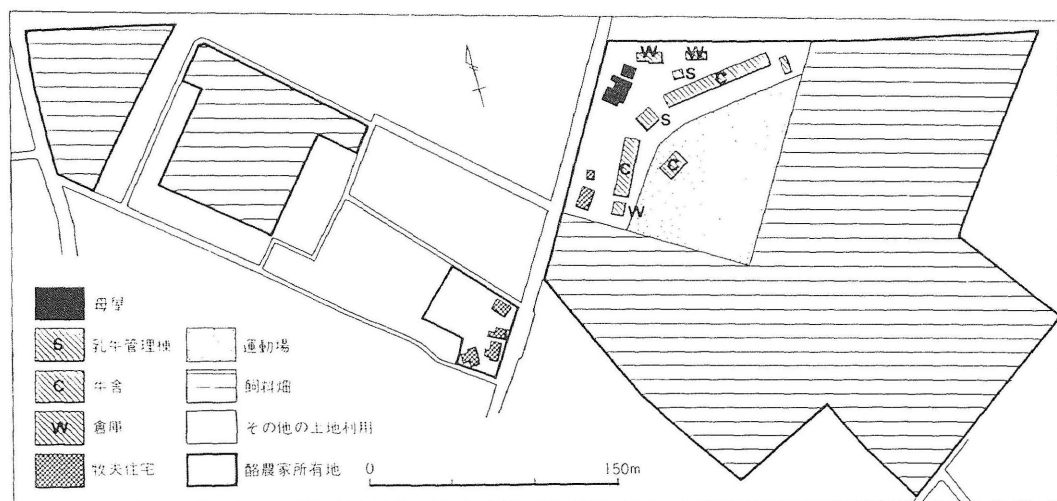 W
W
S
C
S
C
C
W
母屋
S 乳牛管理棟
C 牛舎
W 倉庫
牧夫住宅
運動場
飼料畑
その他の土地利用
酪農家所有地
0 150m